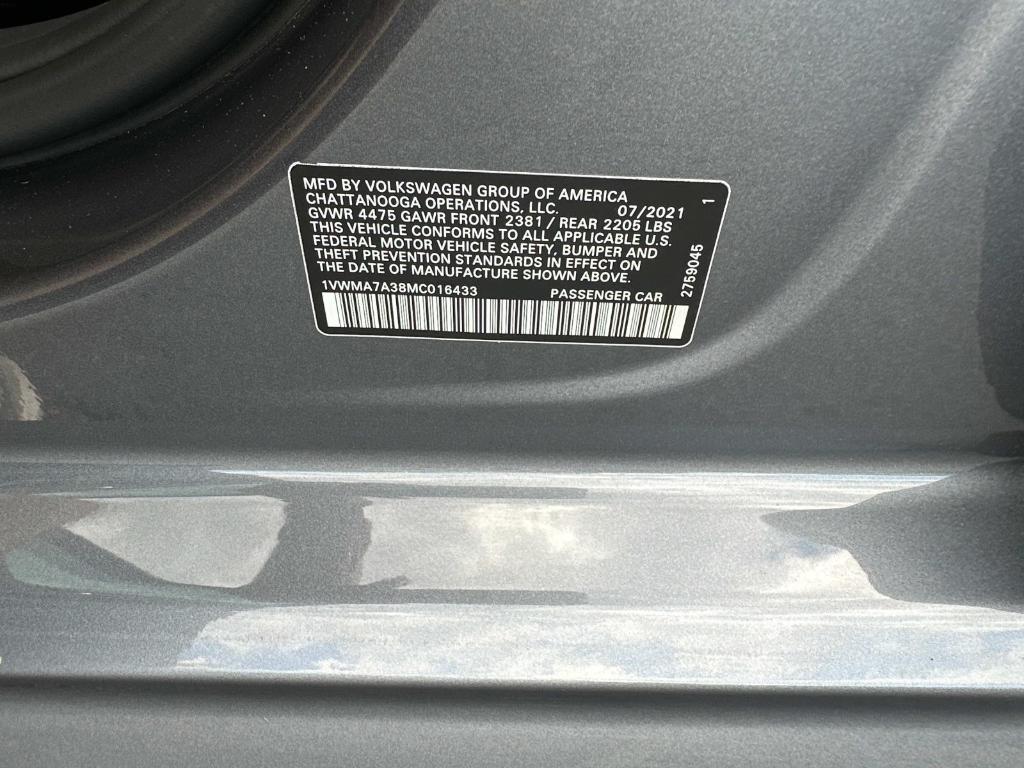 MFD BY VOLKSWAGEN GROUP OF AMERICA
CHATTANOOGA OPERATIONS, LLC. 07/2021 1
GVWR 4475 GAWR FRONT 2381 / REAR 2205 LBS
THIS VEHICLE CONFORMS TO ALL APPLICABLE U.S.
FEDERAL MOTOR VEHICLE SAFETY, BUMPER AND
THEFT PREVENTION STANDARDS IN EFFECT ON
THE DATE OF MANUFACTURE SHOWN ABOVE.
1VWMA7A38MC016433 PASSENGER CAR
2759045